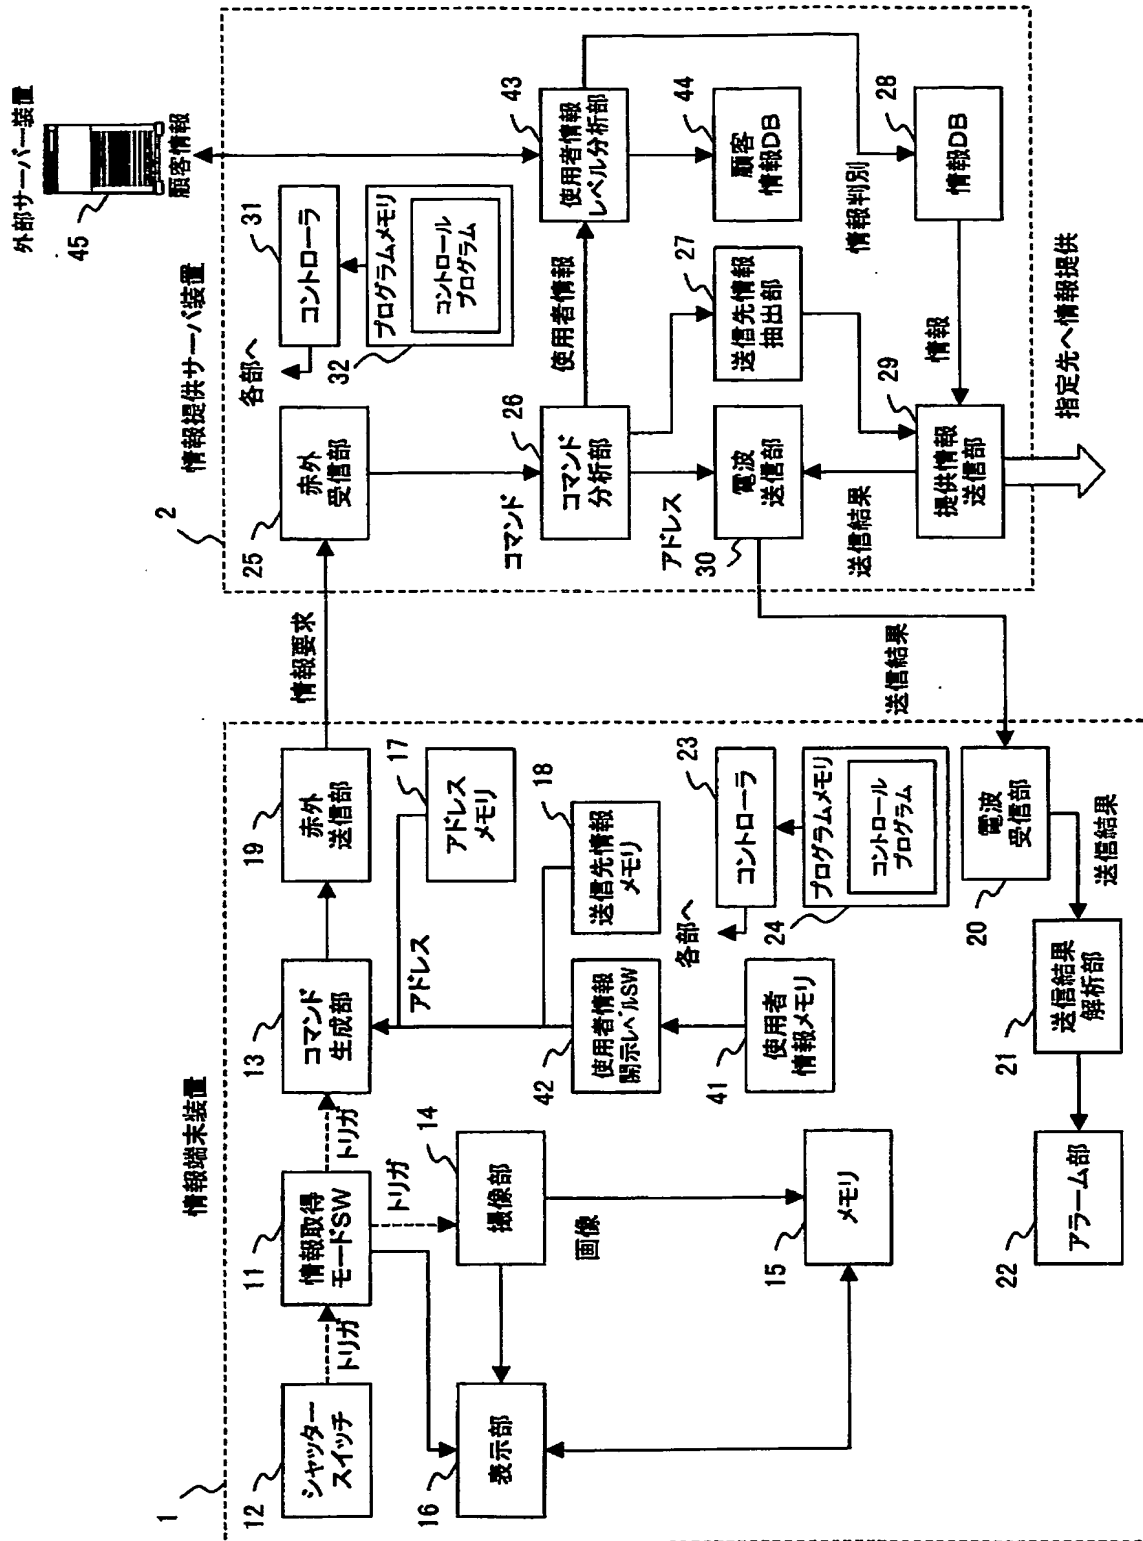 外部サーバー装置
45
顧客情報
情報提供サーバ装置
2
25
赤外
受信部
各部へ
31
コントローラ
32
プログラムメモリ
コントロール
プログラム
コマンド
26
コマンド
分析部
使用者情報
43
使用者情報
レベル分析部
アドレス
30
電波
送信部
27
送信先情報
抽出部
44
顧客
情報DB
送信結果
29
提供情報
送信部
情報
情報判別
28
情報DB
指定先へ情報提供
情報要求
送信結果
情報端末装置
1
12
シャッター
スイッチ
トリガ
11
情報取得
モードSW
トリガ
13
コマンド
生成部
19
赤外
送信部
トリガ
アドレス
17
アドレス
メモリ
16
表示部
14
撮像部
画像
42
使用者情報
開示レベルSW
18
送信先情報
メモリ
各部へ
23
コントローラ
41
使用者
情報メモリ
24
プログラムメモリ
コントロール
プログラム
15
メモリ
20
電波
受信部
送信結果
22
アラーム部
21
送信結果
解析部